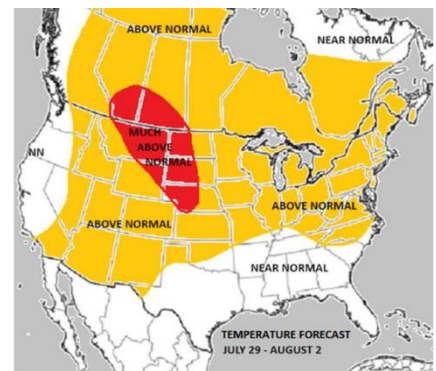 ABOVE NORMAL
NEAR NORMAL
MUCH
ABOVE
NORMAL
NN
ABOVE NORMAL
ABOVE NORMAL
NEAR NORMAL
TEMPERATURE FORECAST
JULY 29 - AUGUST 2